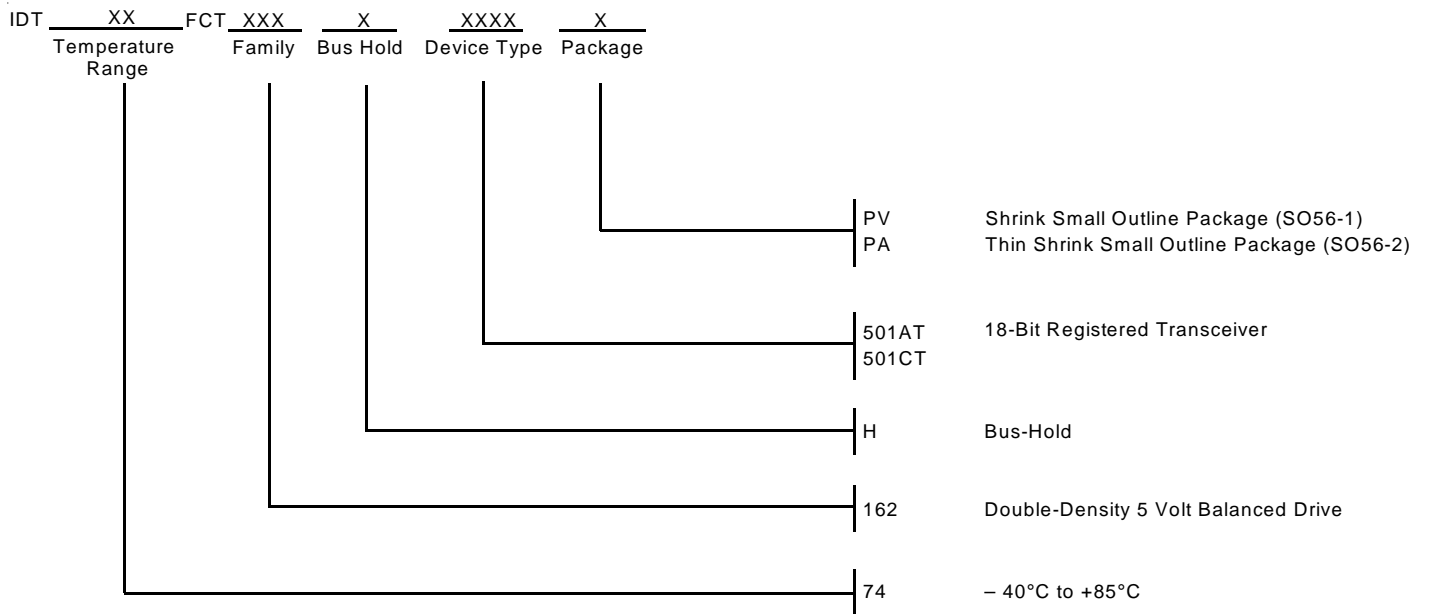 IDT XX FCT XXX X XXXX X
Temperature Range Family Bus Hold Device Type Package
PV Shrink Small Outline Package (SO56-1)
PA Thin Shrink Small Outline Package (SO56-2)
501AT 18-Bit Registered Transceiver
501CT
H Bus-Hold
162 Double-Density 5 Volt Balanced Drive
74 – 40°C to +85°C